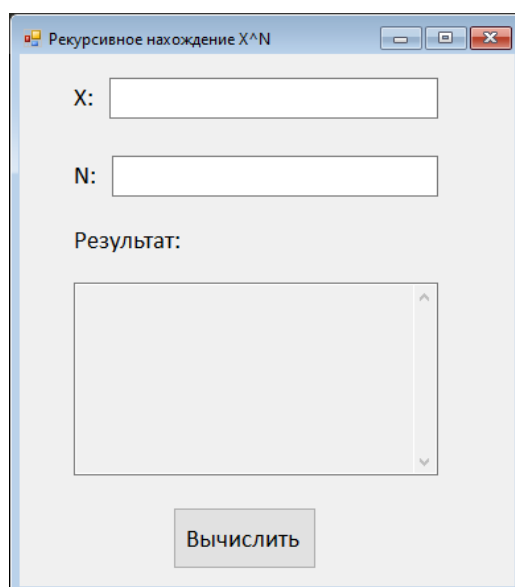 Рекурсивное нахождение X^N
X:
N:
Результат:
Вычислить